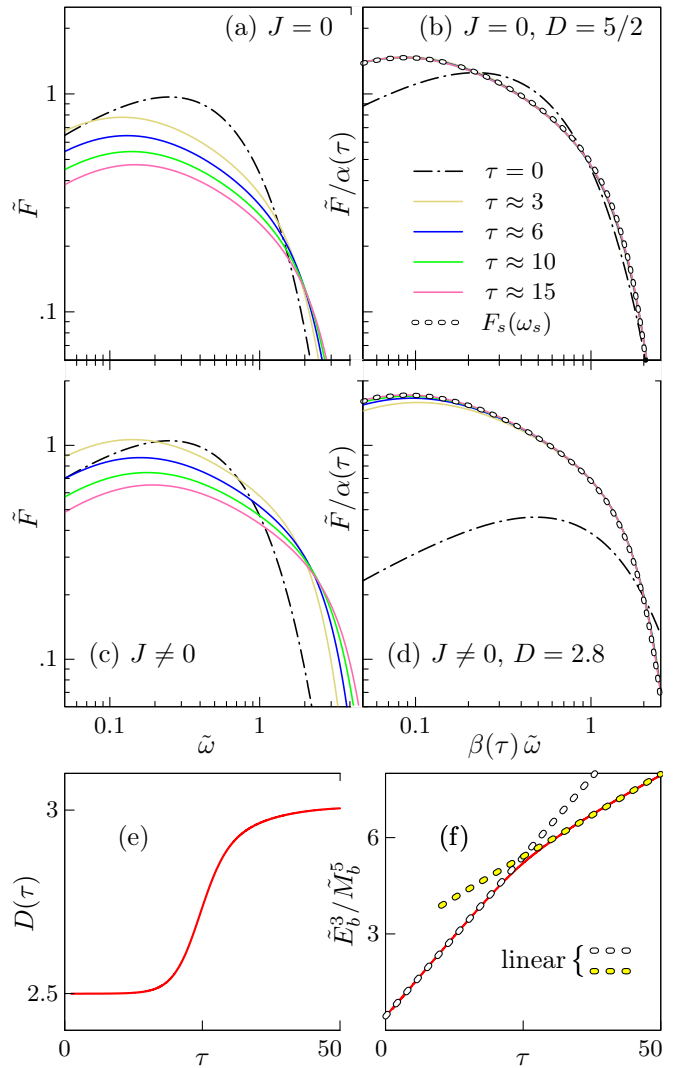 (a) J = 0
(b) J = 0, D = 5/2
1
.1
F̃
F̃/α(τ)
τ = 0
τ ≈ 3
τ ≈ 6
τ ≈ 10
τ ≈ 15
F_s(ω_s)
1
.1
F̃
F̃/α(τ)
(c) J ≠ 0
(d) J ≠ 0, D = 2.8
0.1 1
0.1 1
ω̃
β(τ) ω̃
3
2.5
D(τ)
(e)
0 50
τ
6
3
Ẽ_b^3/M̃_b^5
(f)
linear {
0 50
τ